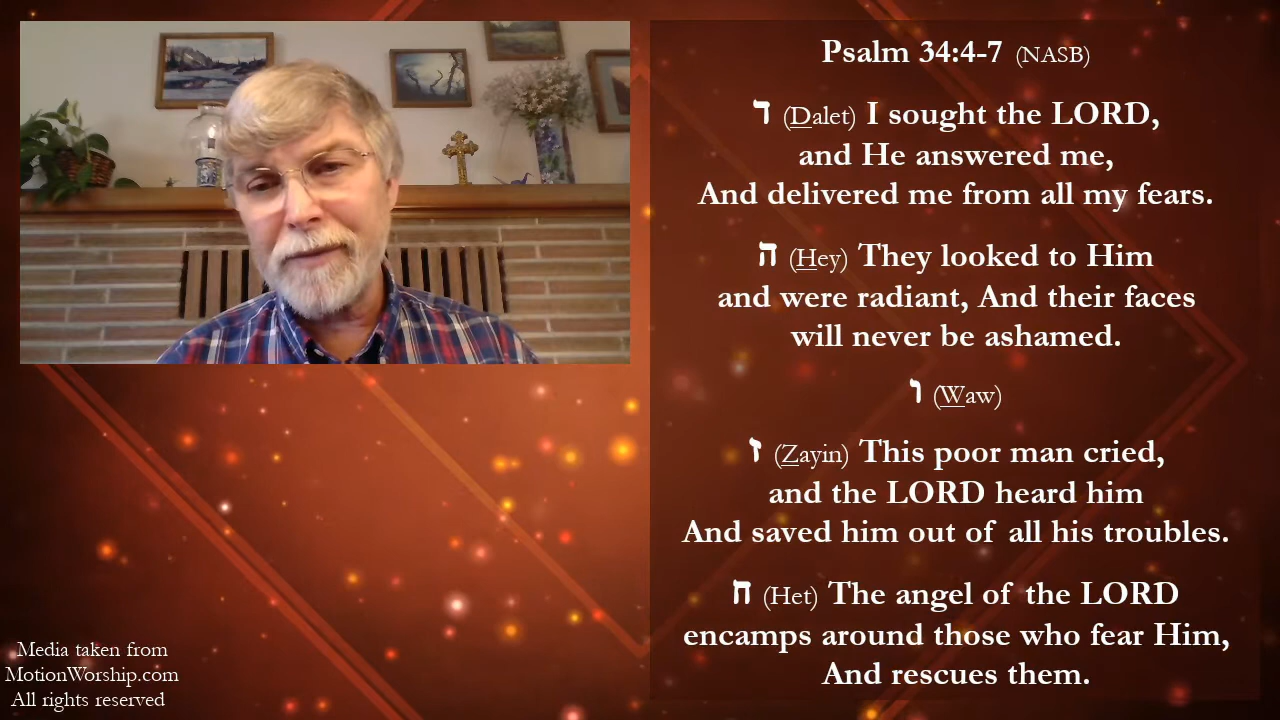 Psalm 34:4-7 (NASB)
ד (Dalet) I sought the LORD,
and He answered me,
And delivered me from all my fears.
ה (Hey) They looked to Him
and were radiant, And their faces
will never be ashamed.
ו (Waw)
ז (Zayin) This poor man cried,
and the LORD heard him
And saved him out of all his troubles.
ח (Het) The angel of the LORD
encamps around those who fear Him,
And rescues them.
Media taken from
MotionWorship.com
All rights reserved